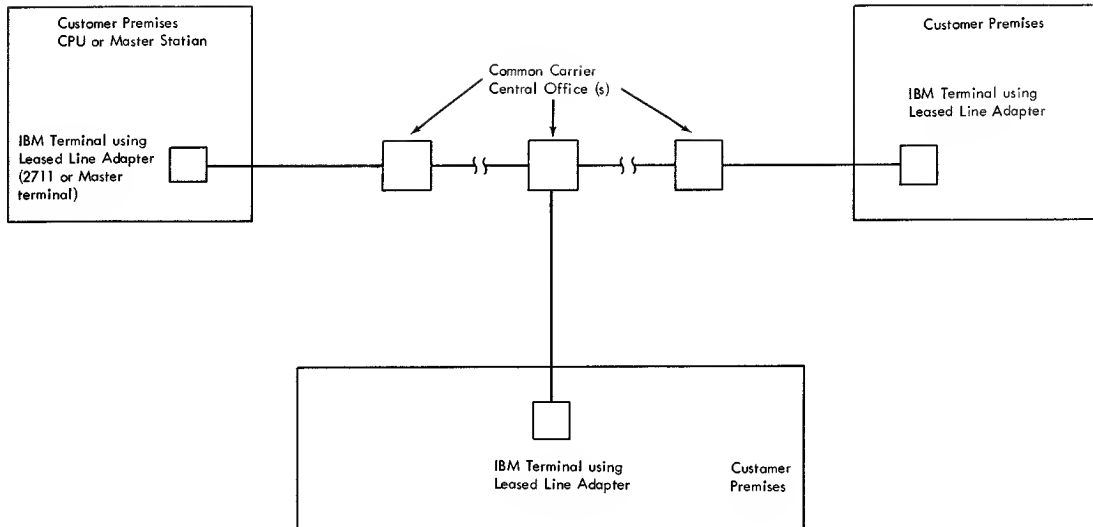 Customer Premises
CPU or Master Station
IBM Terminal using
Leased Line Adapter
(2711 or Master
terminal)
Common Carrier
Central Office (s)
Customer Premises
IBM Terminal using
Leased Line Adapter
IBM Terminal using
Leased Line Adapter
Custamer
Premises